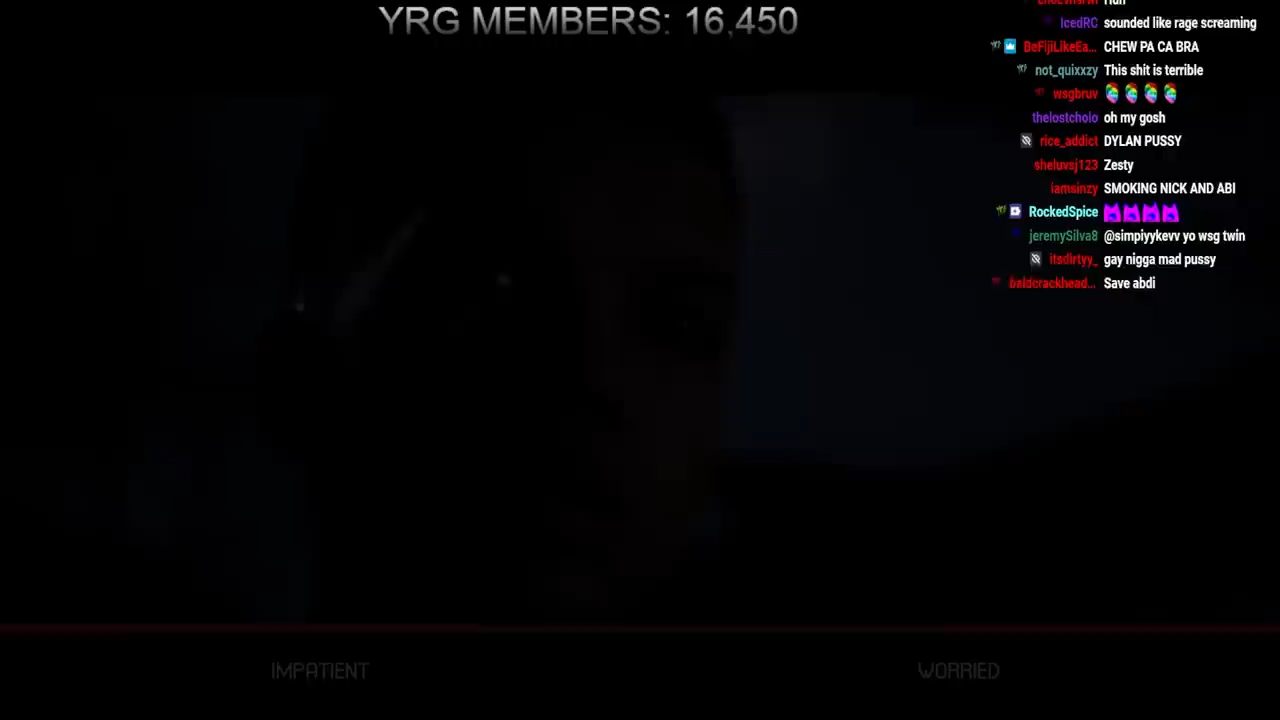 YRG MEMBERS: 16,450
IcedRC sounded like rage screaming
DeFijiLikeEa... CHEW PA CA BRA
not_quixxzy This shit is terrible
wsgbruv
thelostcholo oh my gosh
rice_addict DYLAN PUSSY
sheluvsj123 Zesty
iamsinzy SMOKING NICK AND ABI
RockedSpice
jeremySilva8 @simpiyykevv yo wsg twin
itsdirtyy_ gay nigga mad pussy
baldcrackhead... Save abdi
IMPATIENT
WORRIED